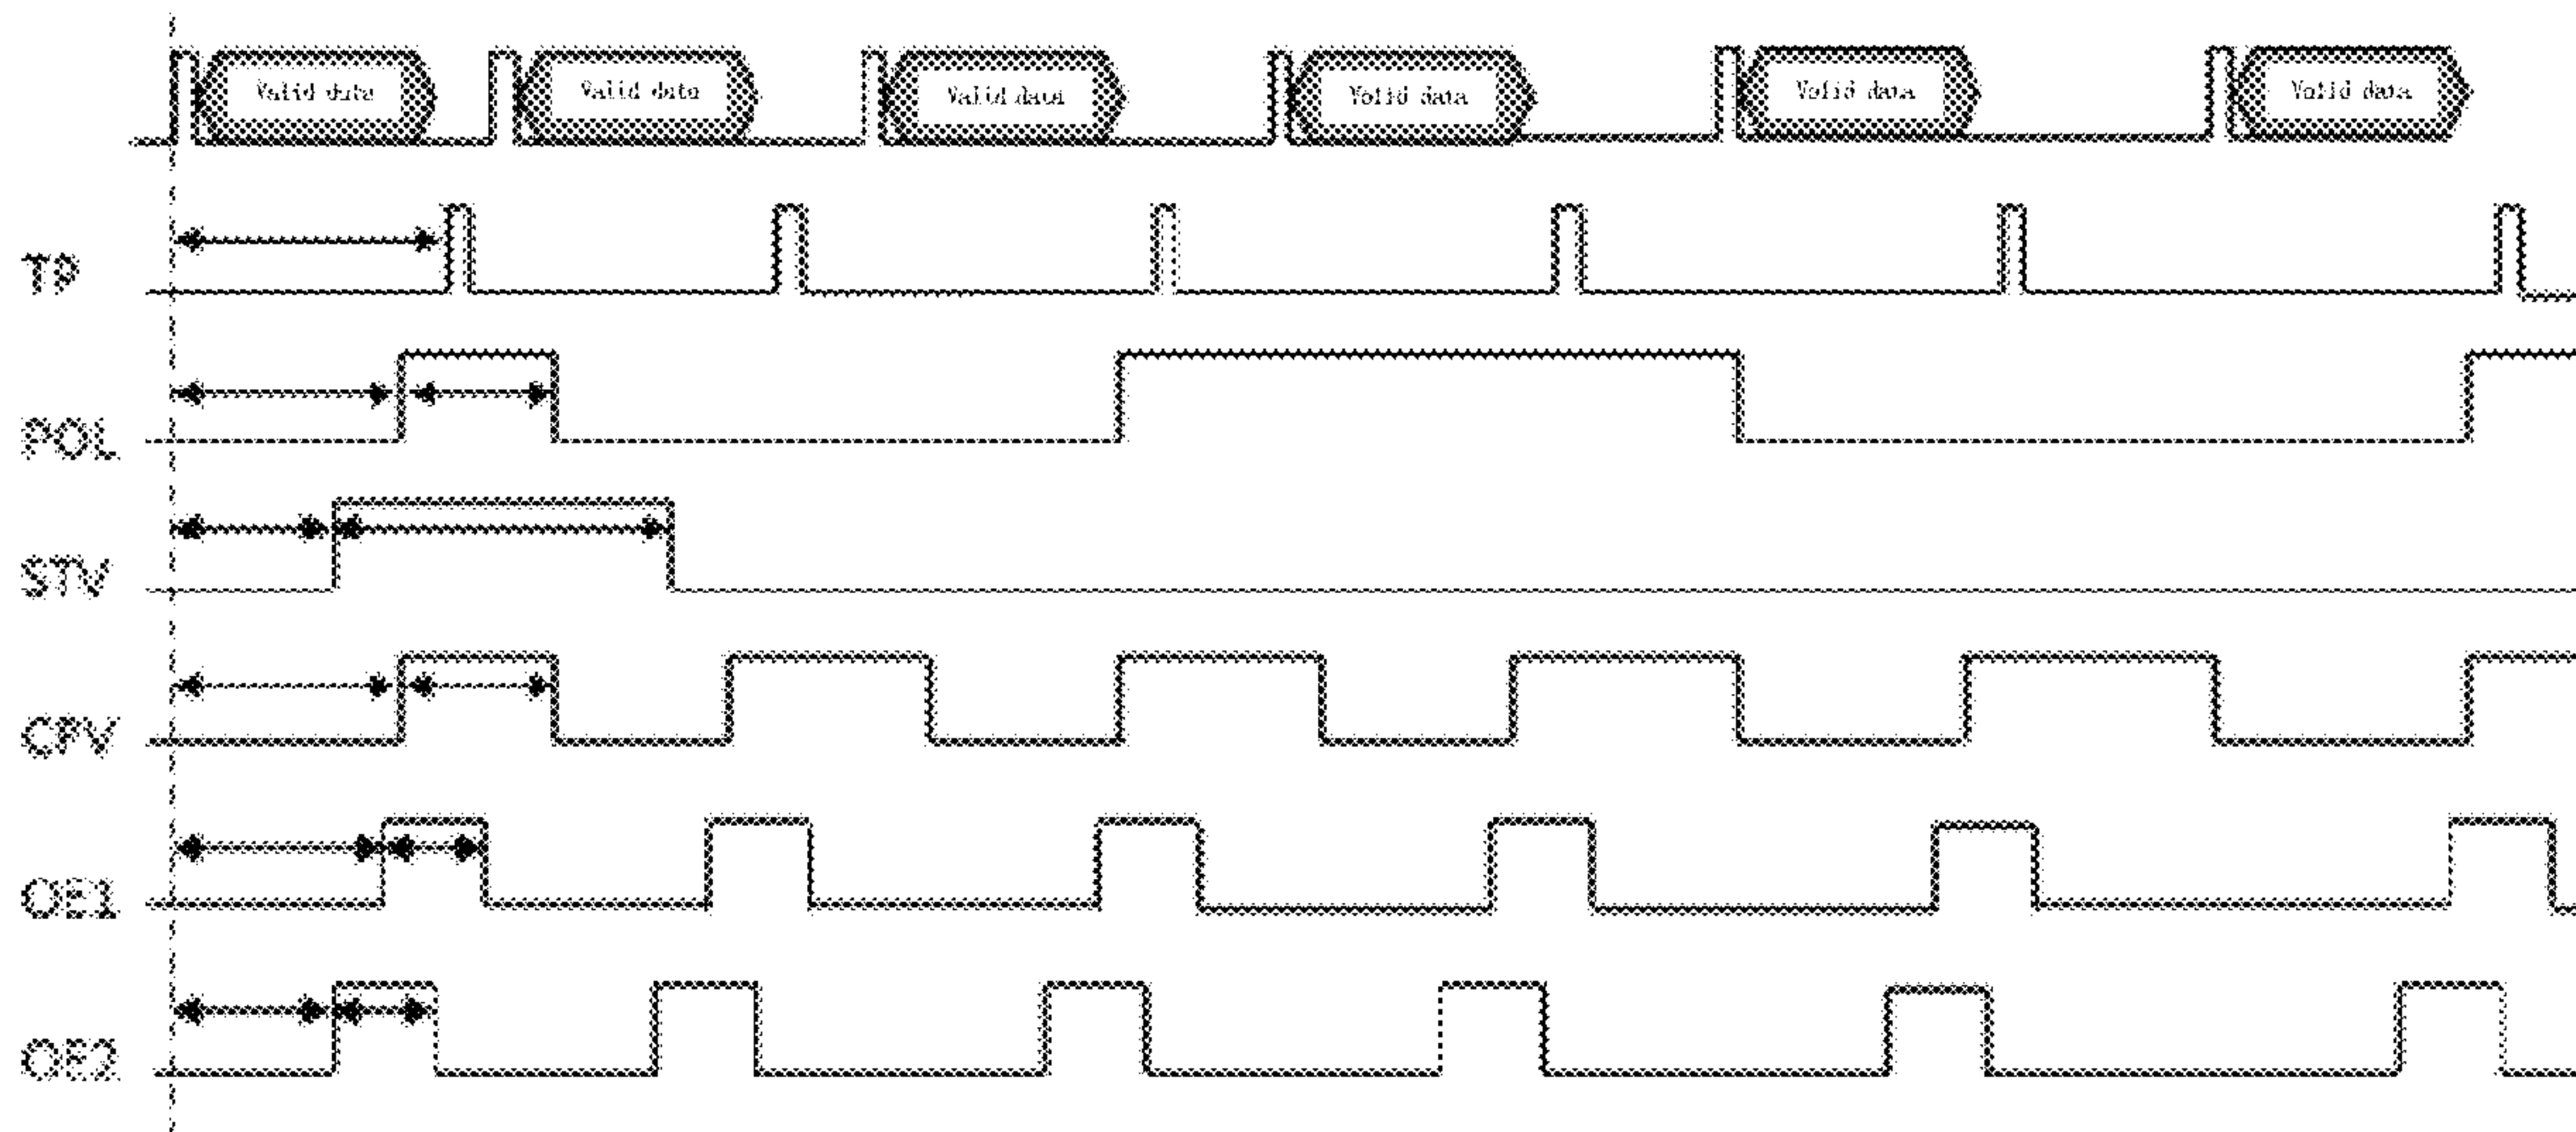 Valid data Valid data Valid data Valid data Valid data Valid data
TP
POL
STV
CPV
OE1
OE2